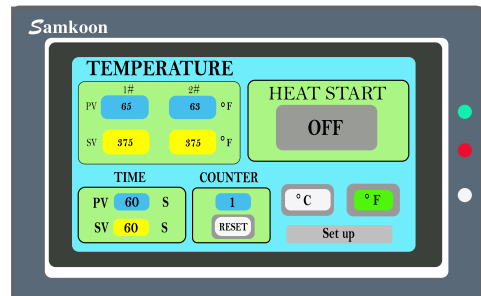 Samkoon
TEMPERATURE
1# 2#
PV 65 63 °F
SV 375 375 °F
HEAT START
OFF
TIME
PV 60 S
SV 60 S
COUNTER
1
RESET
°C °F
Set up